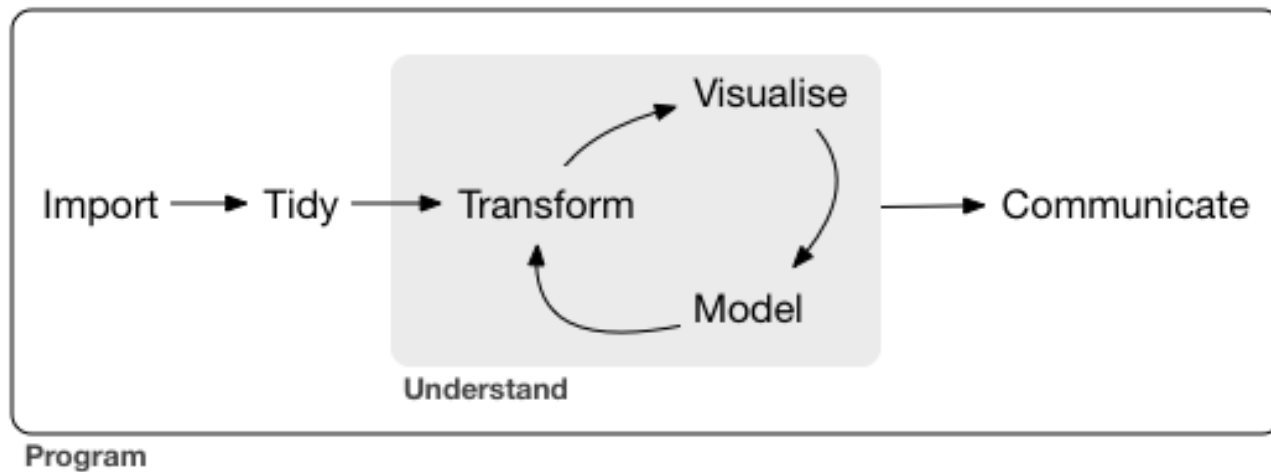 Visualise
Import
Tidy
Transform
Communicate
Model
Understand
Program